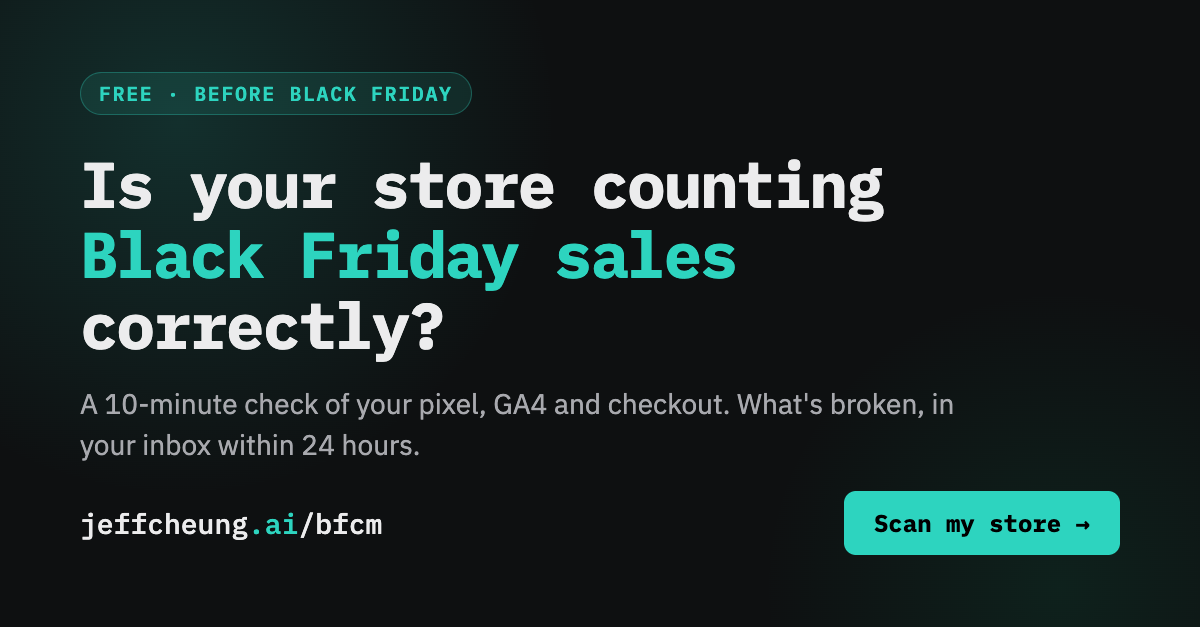 FREE · BEFORE BLACK FRIDAY
Is your store counting
Black Friday sales
correctly?
A 10-minute check of your pixel, GA4 and checkout. What's broken, in
your inbox within 24 hours.
jeffcheung.ai/bfcm
Scan my store →